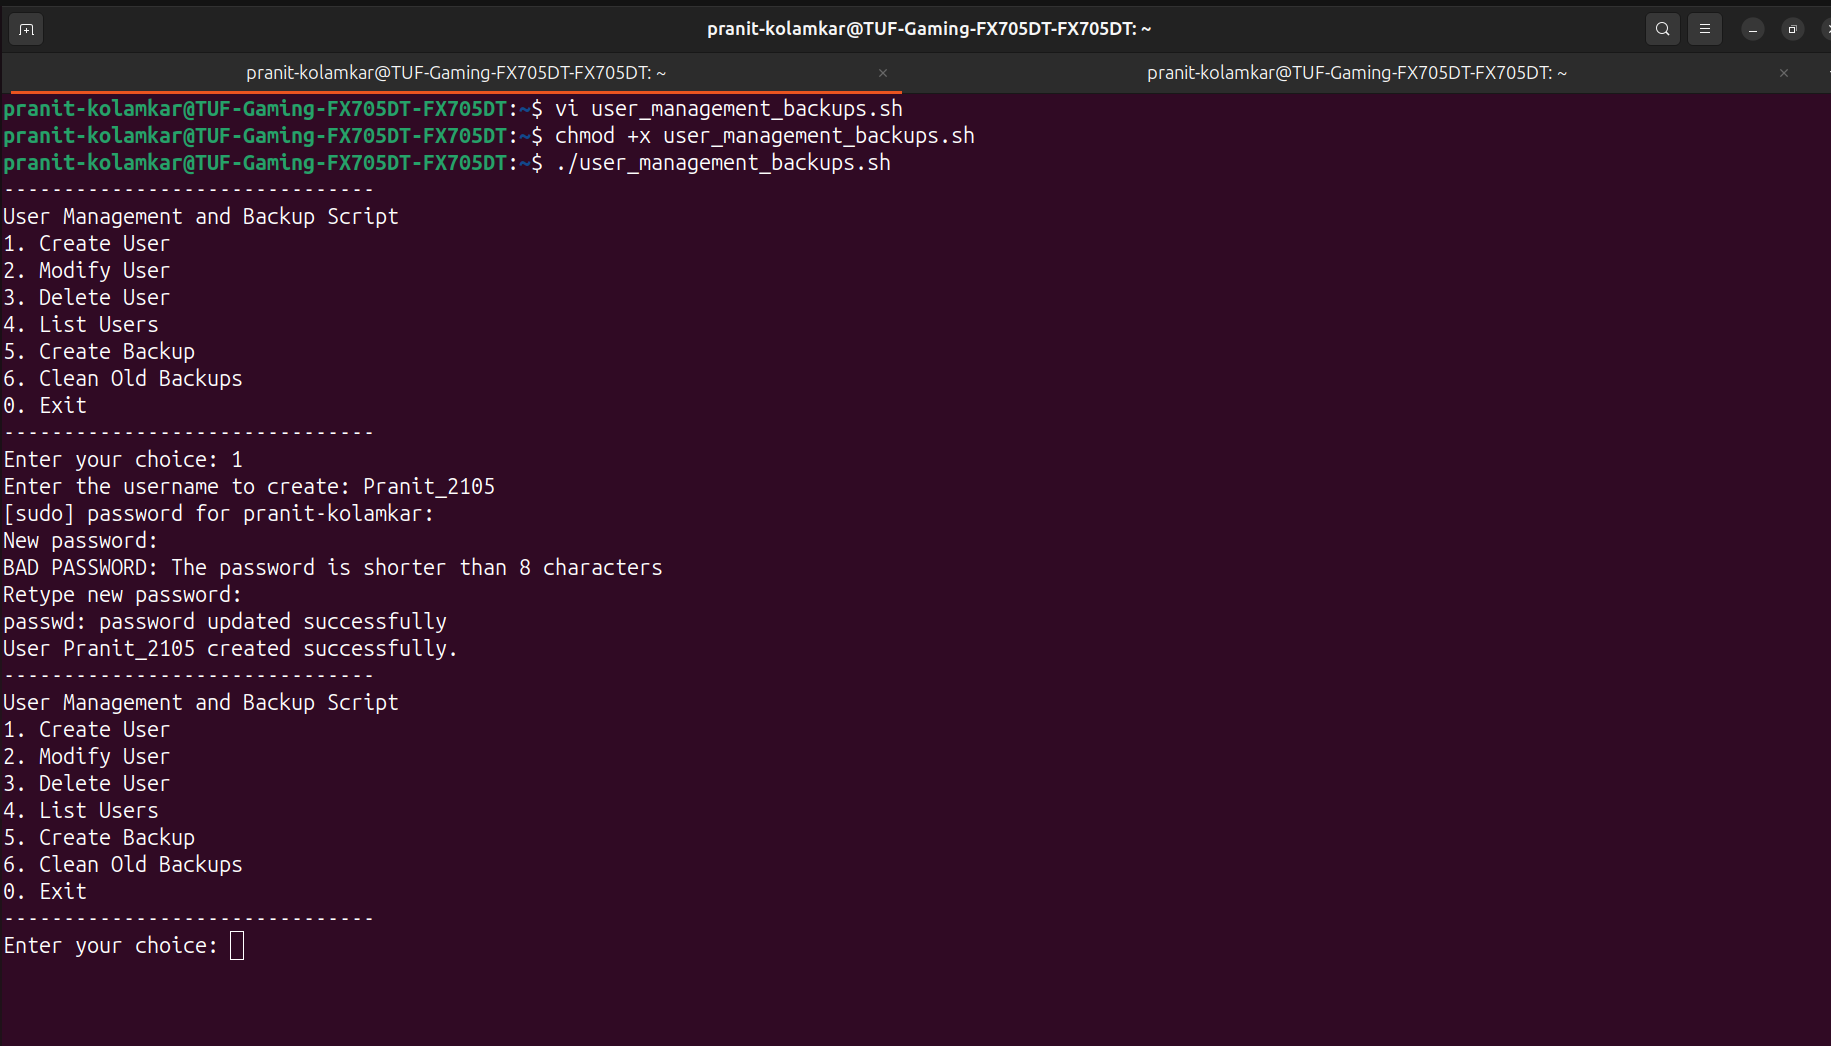 pranit-kolamkar@TUF-Gaming-FX705DT-FX705DT: ~
pranit-kolamkar@TUF-Gaming-FX705DT-FX705DT: ~
pranit-kolamkar@TUF-Gaming-FX705DT-FX705DT: ~
pranit-kolamkar@TUF-Gaming-FX705DT-FX705DT:~$ vi user_management_backups.sh
pranit-kolamkar@TUF-Gaming-FX705DT-FX705DT:~$ chmod +x user_management_backups.sh
pranit-kolamkar@TUF-Gaming-FX705DT-FX705DT:~$ ./user_management_backups.sh
-------------------------------
User Management and Backup Script
1. Create User
2. Modify User
3. Delete User
4. List Users
5. Create Backup
6. Clean Old Backups
0. Exit
-------------------------------
Enter your choice: 1
Enter the username to create: Pranit_2105
[sudo] password for pranit-kolamkar:
New password:
BAD PASSWORD: The password is shorter than 8 characters
Retype new password:
passwd: password updated successfully
User Pranit_2105 created successfully.
-------------------------------
User Management and Backup Script
1. Create User
2. Modify User
3. Delete User
4. List Users
5. Create Backup
6. Clean Old Backups
0. Exit
-------------------------------
Enter your choice: